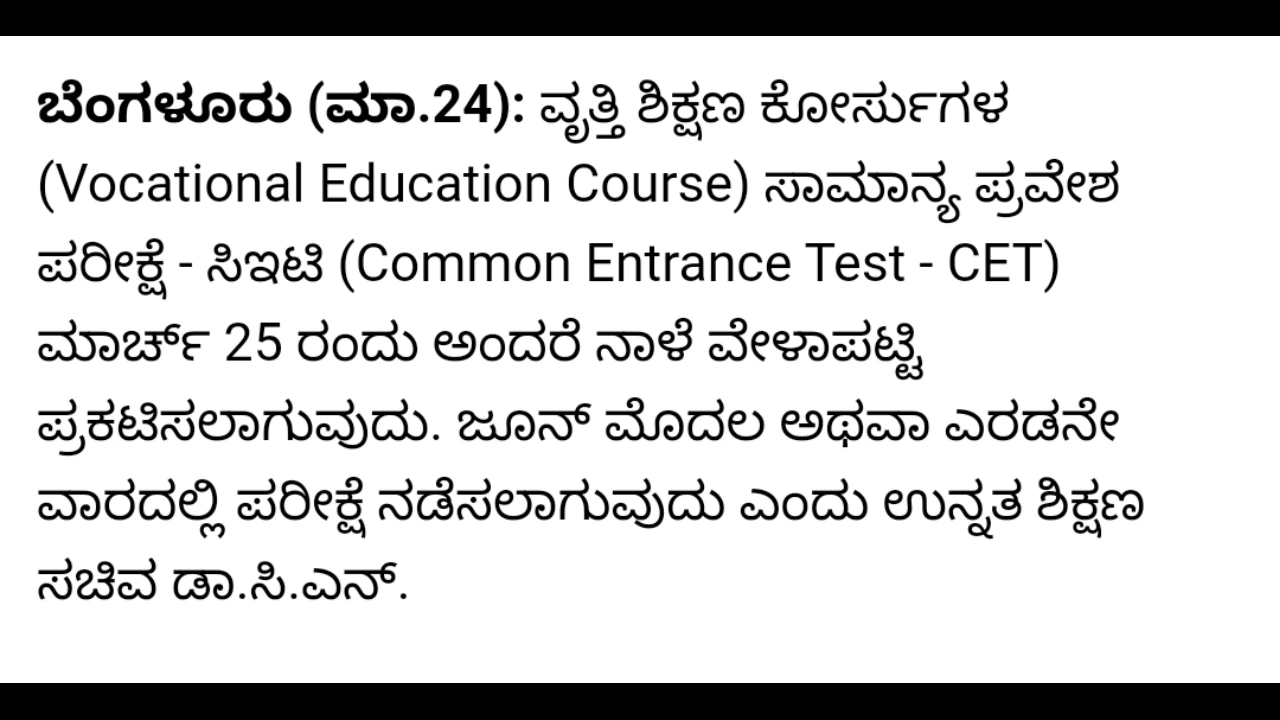 ಬೆಂಗಳೂರು (ಮಾ.24): ವೃತ್ತಿ ಶಿಕ್ಷಣ ಕೋರ್ಸುಗಳ
(Vocational Education Course) ಸಾಮಾನ್ಯ ಪ್ರವೇಶ
ಪರೀಕ್ಷೆ - ಸಿಇಟಿ (Common Entrance Test - CET)
ಮಾರ್ಚ್ 25 ರಂದು ಅಂದರೆ ನಾಳೆ ವೇಳಾಪಟ್ಟಿ
ಪ್ರಕಟಿಸಲಾಗುವುದು. ಜೂನ್ ಮೊದಲ ಅಥವಾ ಎರಡನೇ
ವಾರದಲ್ಲಿ ಪರೀಕ್ಷೆ ನಡೆಸಲಾಗುವುದು ಎಂದು ಉನ್ನತ ಶಿಕ್ಷಣ
ಸಚಿವ ಡಾ.ಸಿ.ಎನ್.